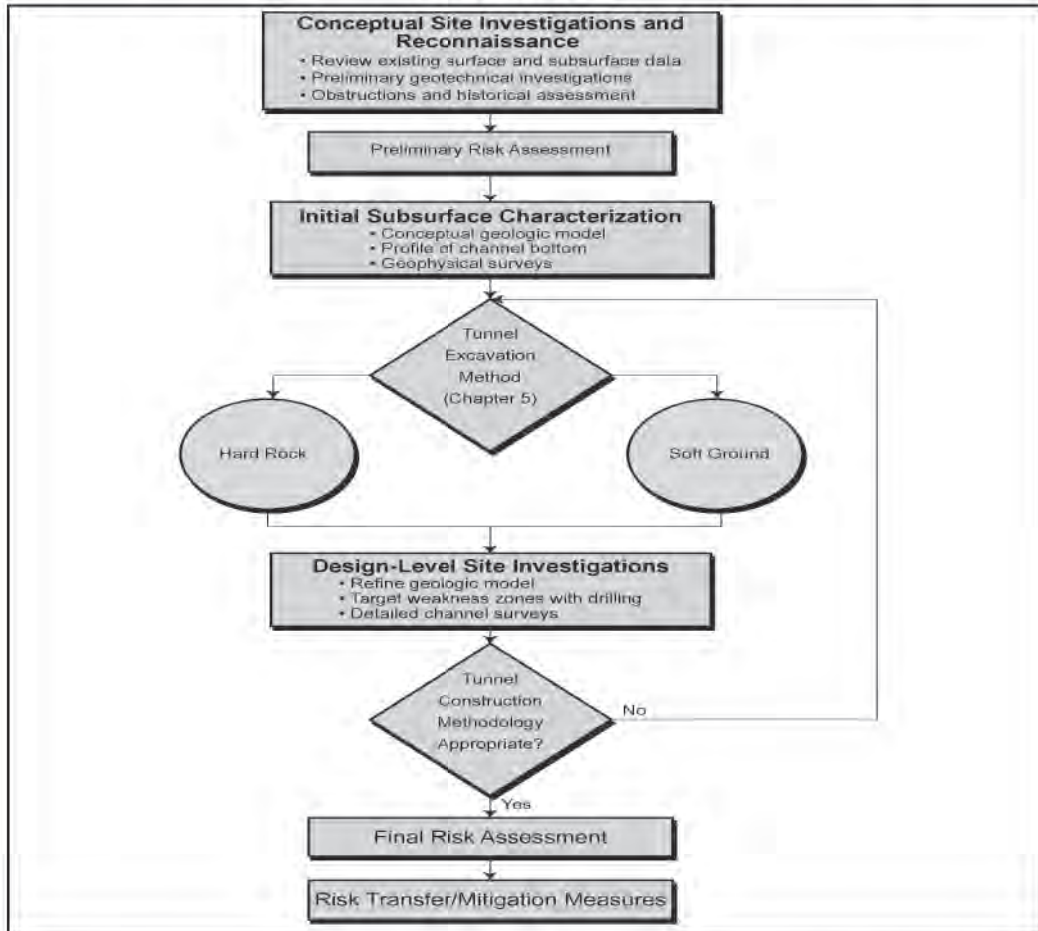 Conceptual Site Investigations and
Reconnaissance
• Review existing surface and subsurface data
• Preliminary geotechnical investigations
• Obstructions and historical assessment
Preliminary Risk Assessment
Initial Subsurface Characterization
• Conceptual geologic model
• Profile of channel bottom
• Geophysical surveys
Tunnel
Excavation
Method
(Chapter 5)
Hard Rock
Soft Ground
Design-Level Site Investigations
• Refine geologic model
• Target weakness zones with drilling
• Detailed channel surveys
Tunnel
Construction
Methodology
Appropriate?
No
Yes
Final Risk Assessment
Risk Transfer/Mitigation Measures